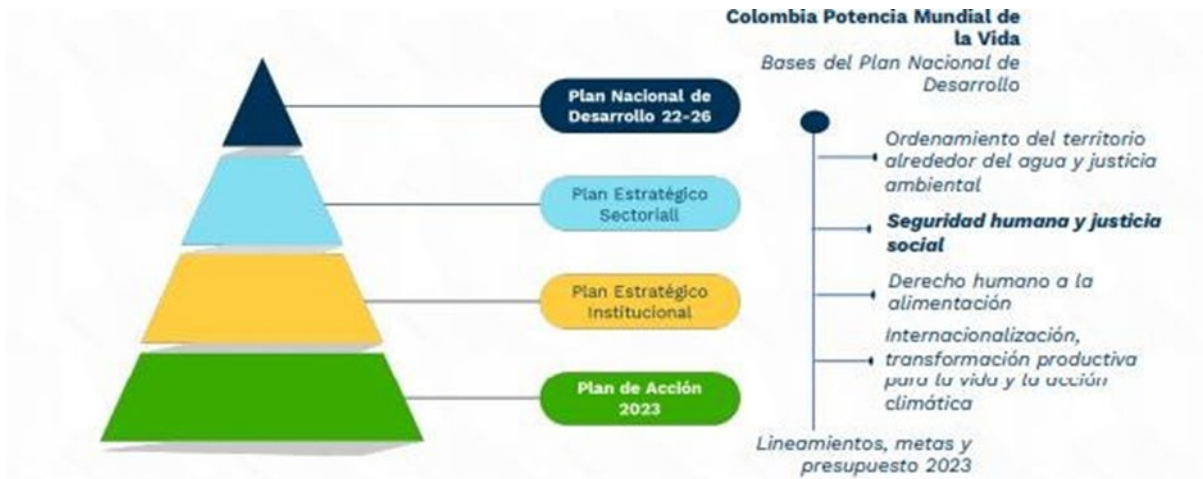 Colombia Potencia Mundial de
la Vida
Bases del Plan Nacional de
Desarrollo
Plan Nacional de
Desarrollo 22-26
Plan Estratégico
Sectoriall
Plan Estratégico
Institucional
Plan de Acción
2023
Ordenamiento del territorio
alrededor del agua y justicia
ambiental
Seguridad humana y justicia
social
Derecho humano a la
alimentación
Internacionalización,
transformación productiva
para la vida y la acción
climática
Lineamientos, metas y
presupuesto 2023